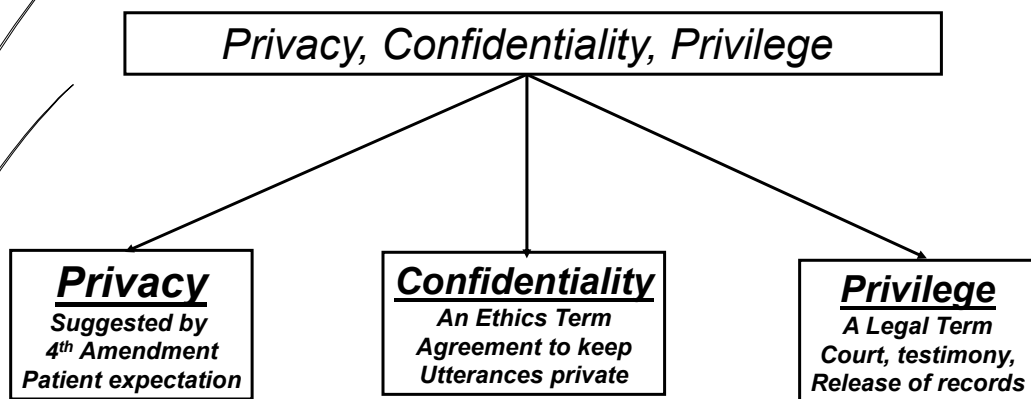 Privacy, Confidentiality, Privilege
Privacy
Suggested by
4th Amendment
Patient expectation
Confidentiality
An Ethics Term
Agreement to keep
Utterances private
Privilege
A Legal Term
Court, testimony,
Release of records